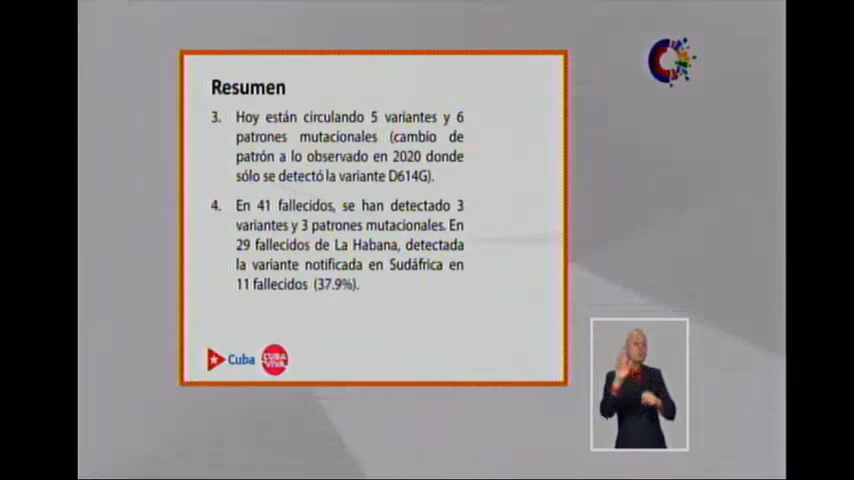 Resumen
3. Hoy están circulando 5 variantes y 6
patrones mutacionales (cambio de
patrón a lo observado en 2020 donde
sólo se detectó la variante D614G).
4. En 41 fallecidos, se han detectado 3
variantes y 3 patrones mutacionales. En
29 fallecidos de La Habana, detectada
la variante notificada en Sudáfrica en
11 fallecidos (37.9%).
Cuba
CUBA
VIVA